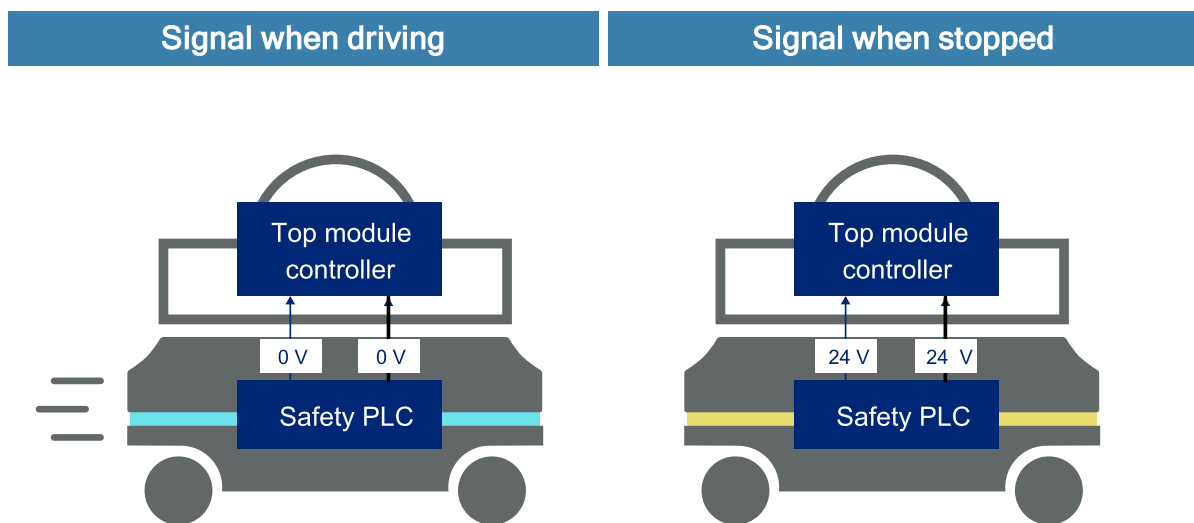 Signal when driving
Signal when stopped
Top module
controller
0 V
0 V
Safety PLC
Top module
controller
24 V
24 V
Safety PLC